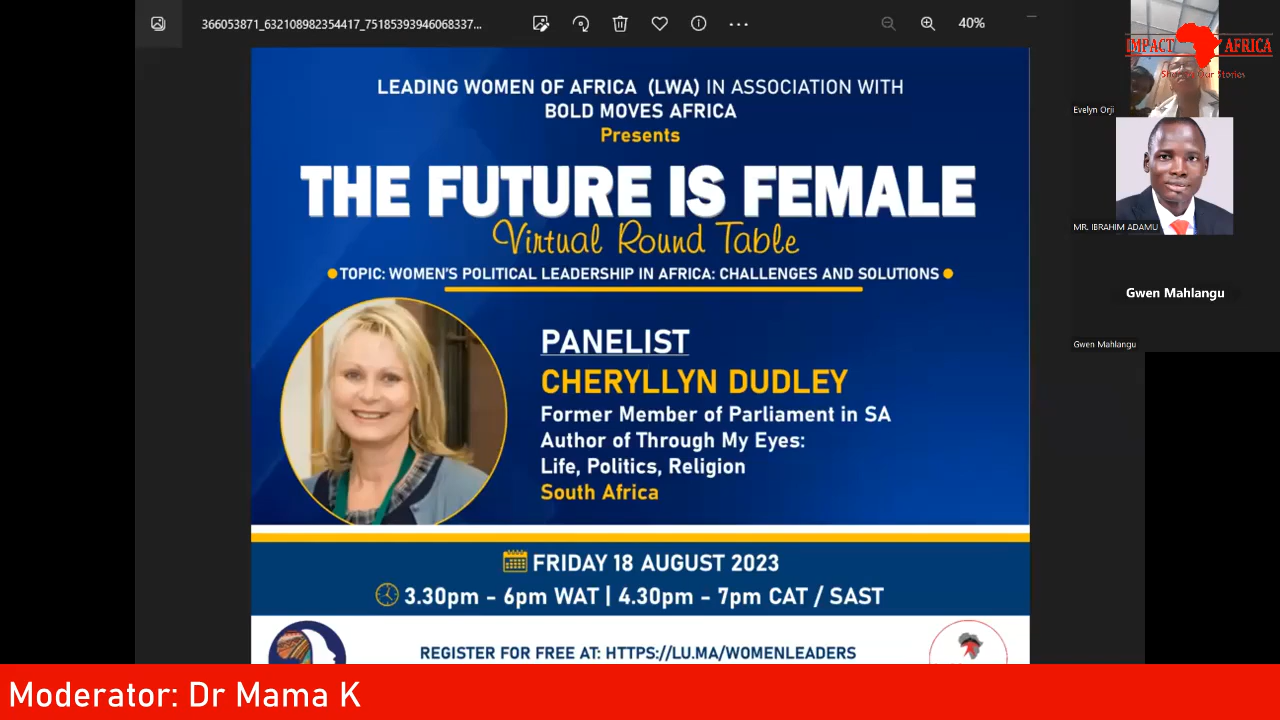 366053871_632108982354417_75185393946068337...
40%
LEADING WOMEN OF AFRICA (LWA) IN ASSOCIATION WITH
BOLD MOVES AFRICA
Presents
THE FUTURE IS FEMALE
Virtual Round Table
TOPIC: WOMEN'S POLITICAL LEADERSHIP IN AFRICA: CHALLENGES AND SOLUTIONS
PANELIST
CHERYLLYN DUDLEY
Former Member of Parliament in SA
Author of Through My Eyes:
Life, Politics, Religion
South Africa
FRIDAY 18 AUGUST 2023
3.30pm - 6pm WAT | 4.30pm - 7pm CAT / SAST
REGISTER FOR FREE AT: HTTPS://LU.MA/WOMENLEADERS
IMPACT AFRICA
Our Stories
Evelyn Orji
MR. IBRAHIM ADAMU
Gwen Mahlangu
Gwen Mahlangu
Moderator: Dr Mama K